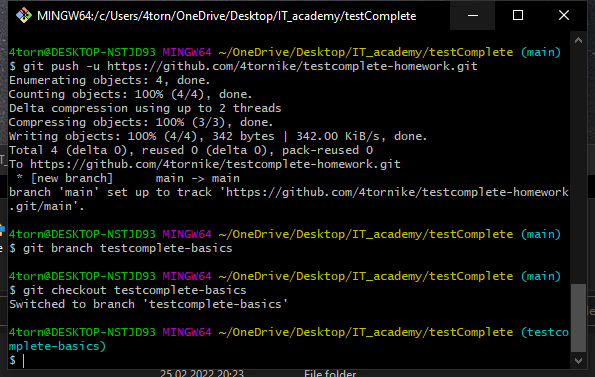 MINGW64:/c/Users/4torn/OneDrive/Desktop/IT_academy/testComplete
4torn@DESKTOP-NSTJD93 MINGW64 ~/OneDrive/Desktop/IT_academy/testComplete (main)
$ git push -u https://github.com/4tornike/testcomplete-homework.git
Enumerating objects: 4, done.
Counting objects: 100% (4/4), done.
Delta compression using up to 2 threads
Compressing objects: 100% (3/3), done.
Writing objects: 100% (4/4), 342 bytes | 342.00 KiB/s, done.
Total 4 (delta 0), reused 0 (delta 0), pack-reused 0
To https://github.com/4tornike/testcomplete-homework.git
 * [new branch]      main -> main
branch 'main' set up to track 'https://github.com/4tornike/testcomplete-homework
.git/main'.
4torn@DESKTOP-NSTJD93 MINGW64 ~/OneDrive/Desktop/IT_academy/testComplete (main)
$ git branch testcomplete-basics
4torn@DESKTOP-NSTJD93 MINGW64 ~/OneDrive/Desktop/IT_academy/testComplete (main)
$ git checkout testcomplete-basics
Switched to branch 'testcomplete-basics'
4torn@DESKTOP-NSTJD93 MINGW64 ~/OneDrive/Desktop/IT_academy/testComplete (testco
mplete-basics)
$
25.02.2022 20:23 File folder